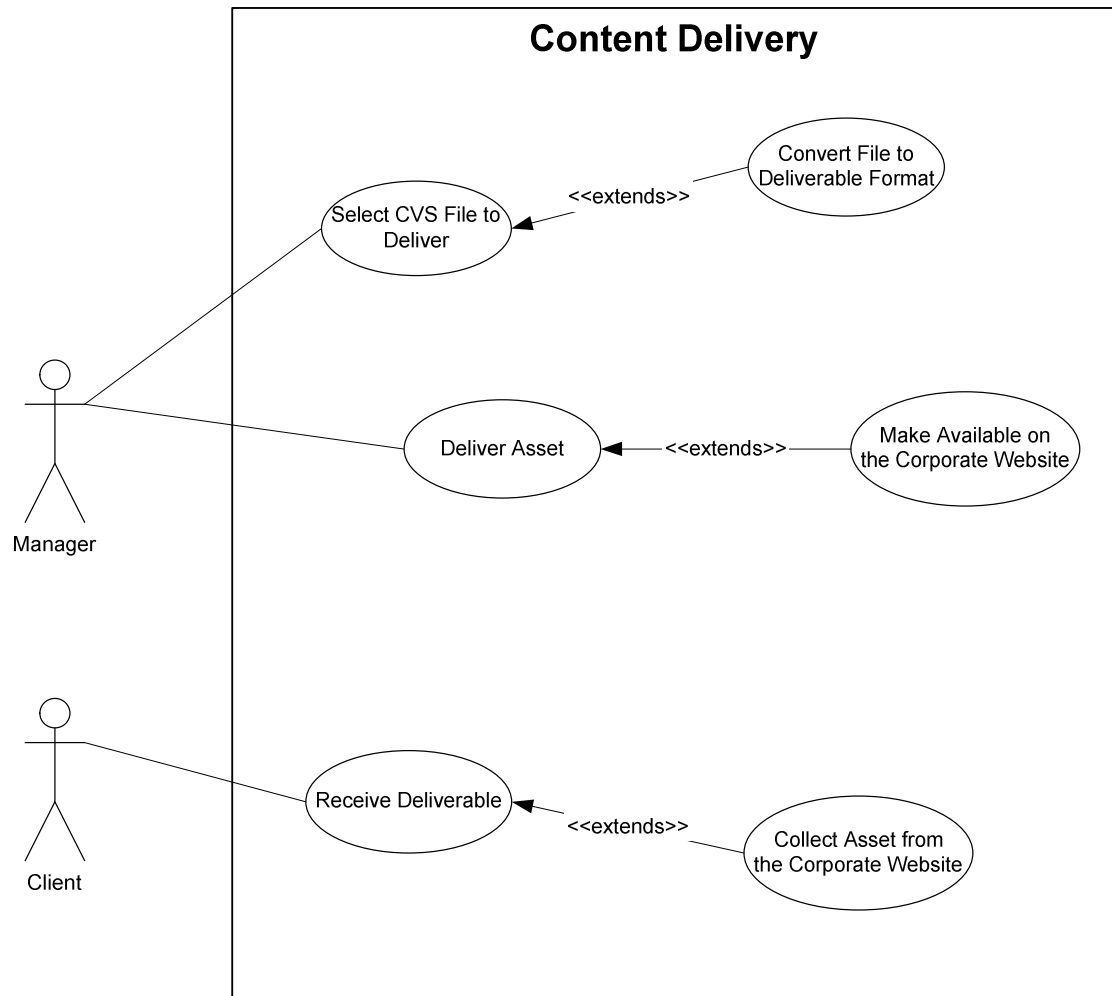 Content Delivery
Convert File to
Deliverable Format
<<extends>>
Select CVS File to
Deliver
Deliver Asset
<<extends>>
Make Available on
the Corporate Website
Manager
Receive Deliverable
<<extends>>
Collect Asset from
the Corporate Website
Client